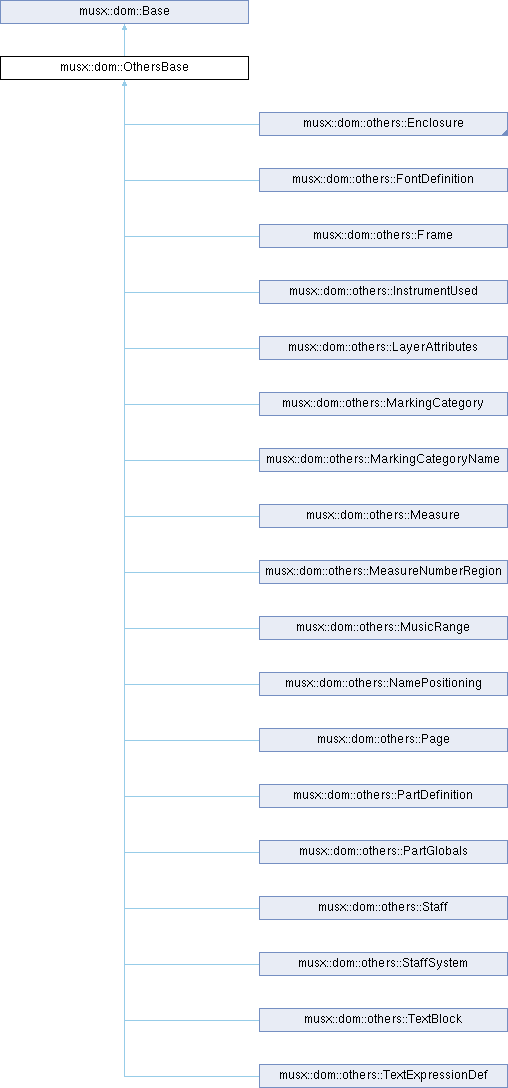 musx::dom::Base
musx::dom::OthersBase
musx::dom::others::Enclosure
musx::dom::others::FontDefinition
musx::dom::others::Frame
musx::dom::others::InstrumentUsed
musx::dom::others::LayerAttributes
musx::dom::others::MarkingCategory
musx::dom::others::MarkingCategoryName
musx::dom::others::Measure
musx::dom::others::MeasureNumberRegion
musx::dom::others::MusicRange
musx::dom::others::NamePositioning
musx::dom::others::Page
musx::dom::others::PartDefinition
musx::dom::others::PartGlobals
musx::dom::others::Staff
musx::dom::others::StaffSystem
musx::dom::others::TextBlock
musx::dom::others::TextExpressionDef